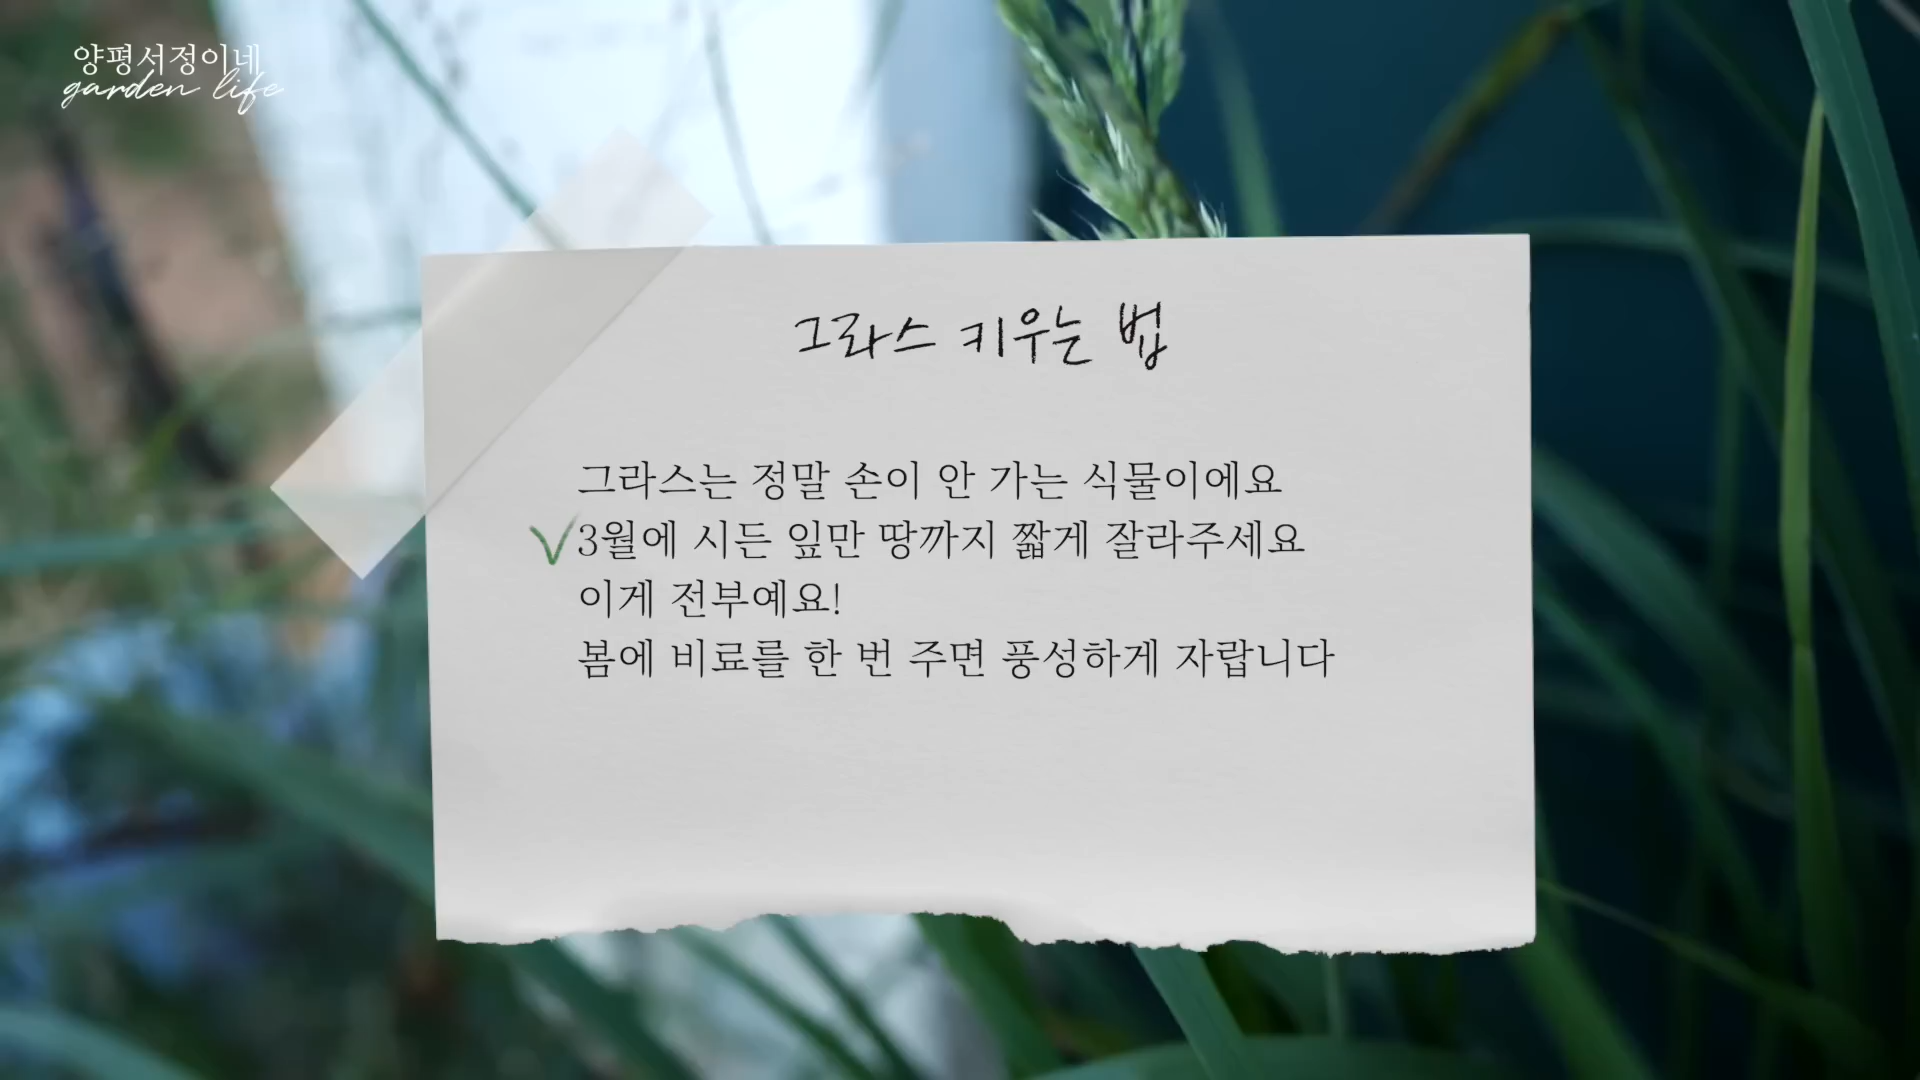 양평서정이네
garden life
그라스 키우는 법
그라스는 정말 손이 안 가는 식물이에요
3월에 시든 잎만 땅까지 짧게 잘라주세요
이게 전부예요!
봄에 비료를 한 번 주면 풍성하게 자랍니다